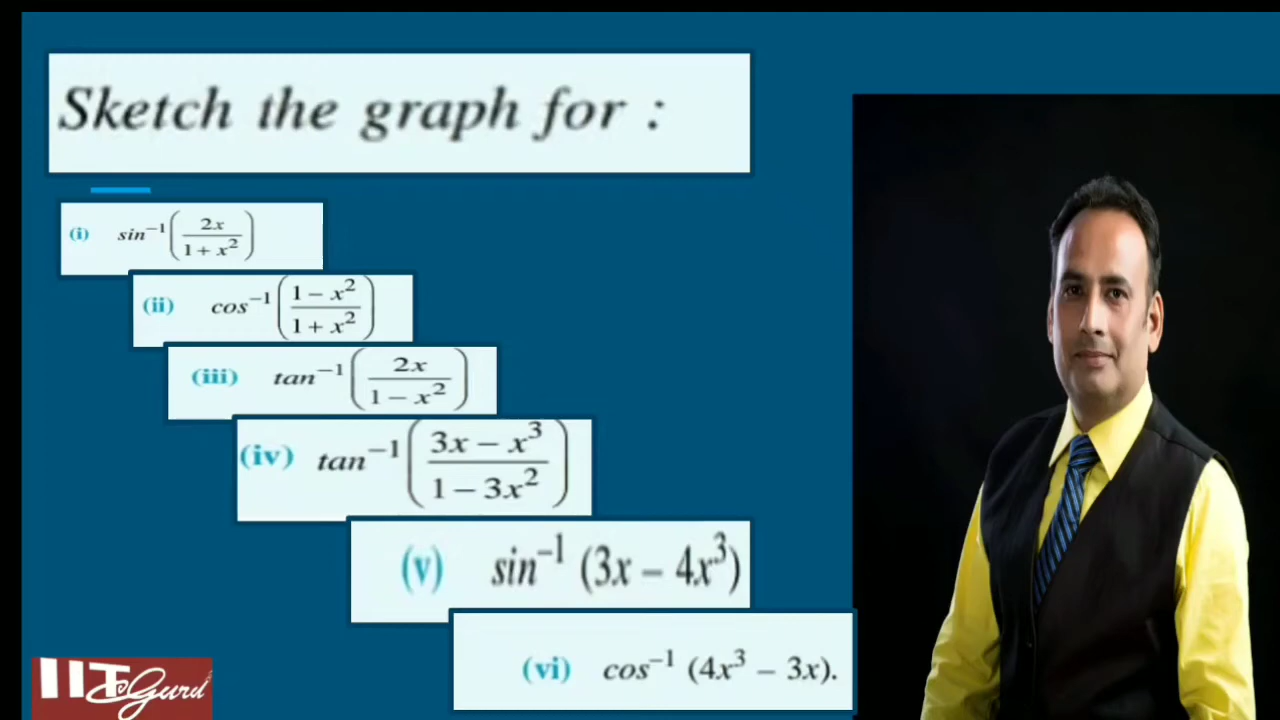 Sketch the graph for :
(i) sin⁻¹(2x/(1 + x²))
(ii) cos⁻¹((1 − x²)/(1 + x²))
(iii) tan⁻¹(2x/(1 − x²))
(iv) tan⁻¹((3x − x³)/(1 − 3x²))
(v) sin⁻¹ (3x − 4x³)
(vi) cos⁻¹ (4x³ − 3x).
IIT eGuru